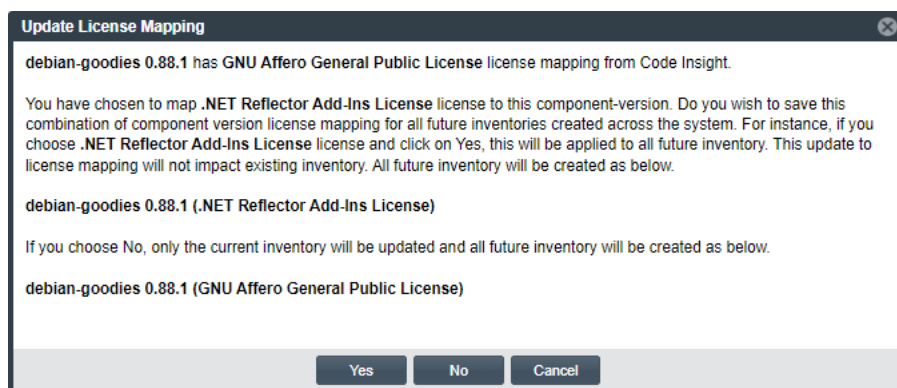 Update License Mapping
debian-goodies 0.88.1 has GNU Affero General Public License license mapping from Code Insight.
You have chosen to map .NET Reflector Add-Ins License license to this component-version. Do you wish to save this
combination of component version license mapping for all future inventories created across the system. For instance, if you
choose .NET Reflector Add-Ins License license and click on Yes, this will be applied to all future inventory. This update to
license mapping will not impact existing inventory. All future inventory will be created as below.
debian-goodies 0.88.1 (.NET Reflector Add-Ins License)
If you choose No, only the current inventory will be updated and all future inventory will be created as below.
debian-goodies 0.88.1 (GNU Affero General Public License)
Yes No Cancel